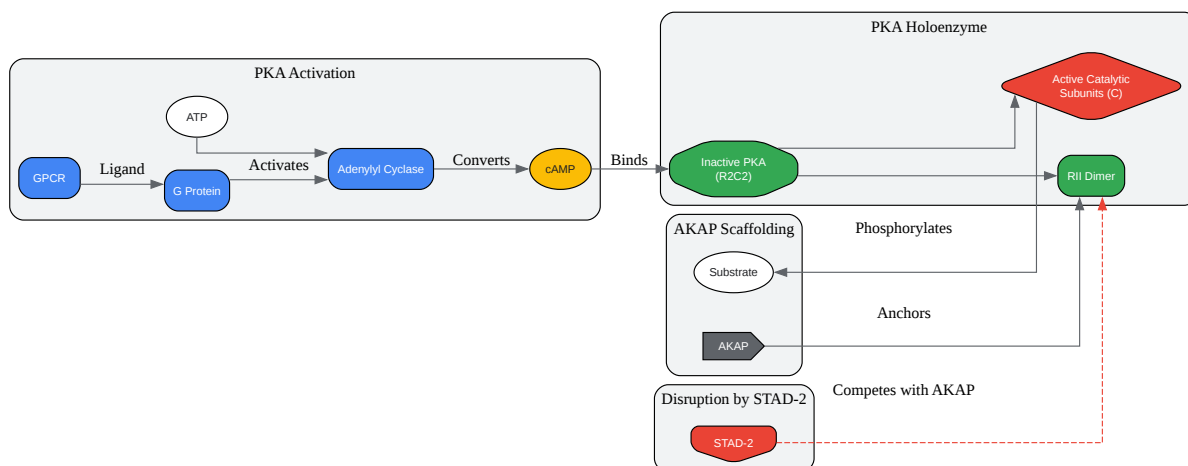 PKA Holoenzyme
PKA Activation
Active Catalytic
Subunits (C)
ATP
Ligand
Activates
Converts
Binds
GPCR
G Protein
Adenylyl Cyclase
cAMP
Inactive PKA
(R2C2)
RII Dimer
AKAP Scaffolding
Phosphorylates
Substrate
Anchors
AKAP
Disruption by STAD-2
Competes with AKAP
STAD-2